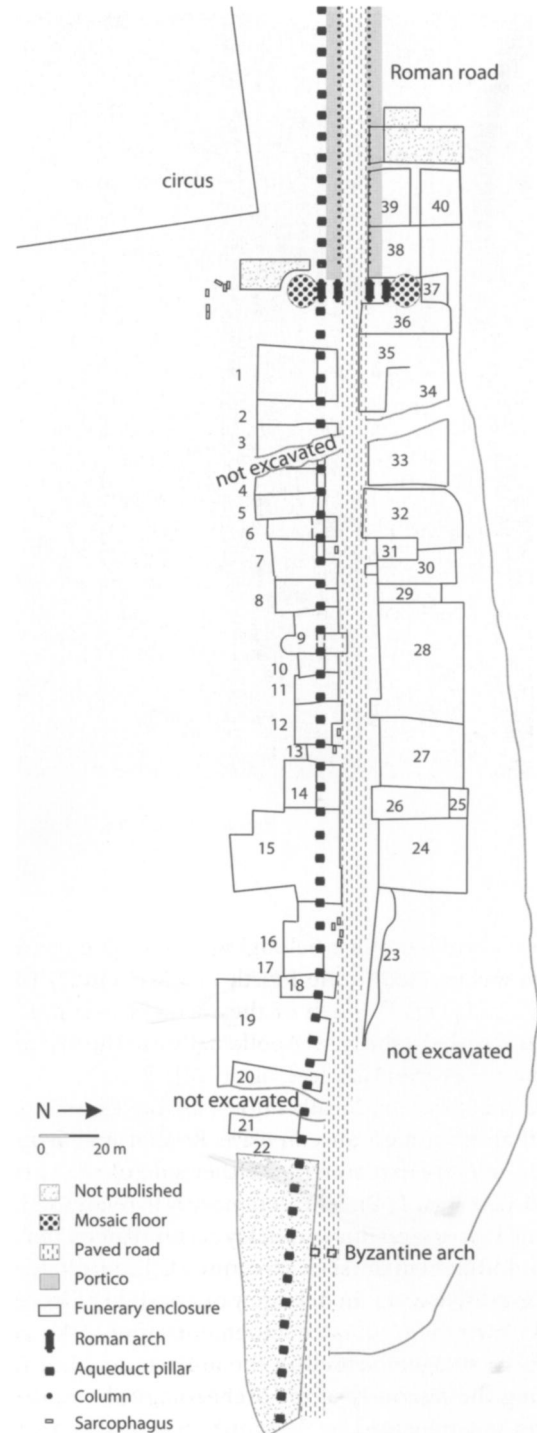 Roman road
circus
39
40
38
37
36
35
34
1
2
3
not excavated
33
4
5
32
6
31
7
30
8
29
9
28
10
11
12
13
27
14
26
25
15
24
16
23
17
18
19
not excavated
20
not excavated
21
N
22
0 20 m
Not published
Mosaic floor
Paved road
Byzantine arch
Portico
Funerary enclosure
Roman arch
Aqueduct pillar
Column
Sarcophagus